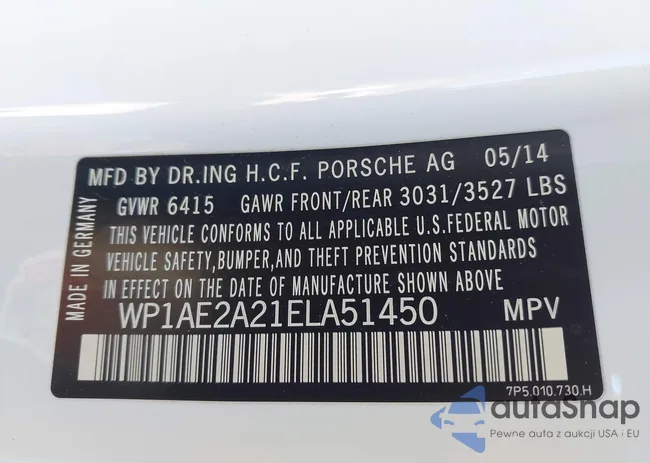 MFD BY DR.ING H.C.F. PORSCHE AG 05/14
GVWR 6415 GAWR FRONT/REAR 3031/3527 LBS
THIS VEHICLE CONFORMS TO ALL APPLICABLE U.S.FEDERAL MOTOR
VEHICLE SAFETY,BUMPER,AND THEFT PREVENTION STANDARDS
IN EFFECT ON THE DATE OF MANUFACTURE SHOWN ABOVE
WP1AE2A21ELA51450 MPV
7P5.010.730.H
MADE IN GERMANY
autaSnap
Pewne auta z aukcji USA i EU